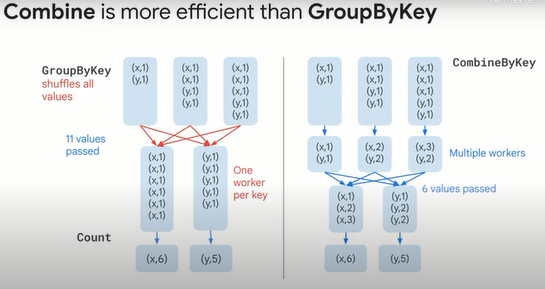 Combine is more efficient than GroupByKey
GroupByKey
shuffles all
values
(x,1)
(y,1)
(x,1)
(x,1)
(y,1)
(y,1)
(x,1)
(x,1)
(x,1)
(y,1)
(y,1)
11 values
passed
(x,1)
(x,1)
(x,1)
(x,1)
(x,1)
(x,1)
(y,1)
(y,1)
(y,1)
(y,1)
(y,1)
One
worker
per key
Count
(x,6)
(y,5)
CombineByKey
(x,1)
(y,1)
(x,1)
(x,1)
(y,1)
(y,1)
(x,1)
(x,1)
(x,1)
(y,1)
(y,1)
(x,1)
(y,1)
(x,2)
(y,2)
(x,3)
(y,2)
Multiple workers
6 values passed
(x,1)
(x,2)
(x,3)
(y,1)
(y,2)
(y,2)
(x,6)
(y,5)